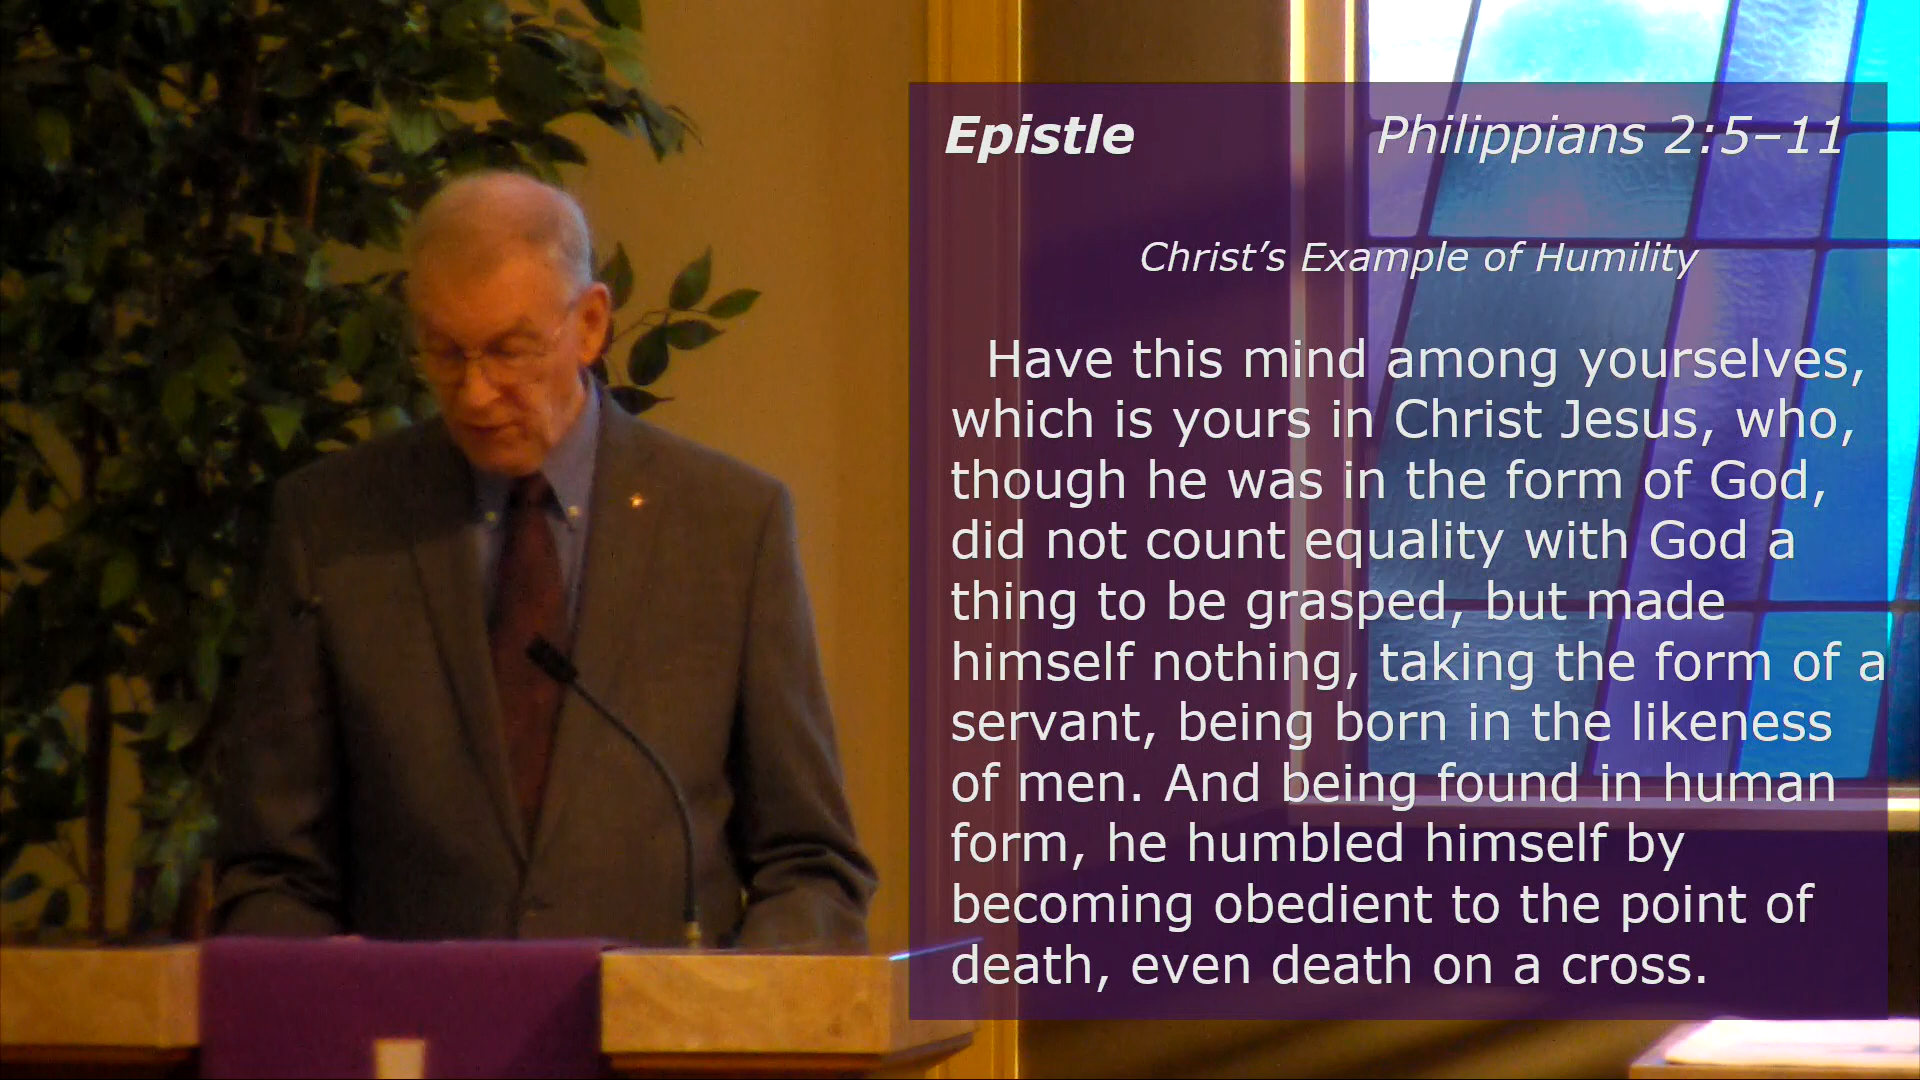 Epistle Philippians 2:5–11
Christ’s Example of Humility
Have this mind among yourselves,
which is yours in Christ Jesus, who,
though he was in the form of God,
did not count equality with God a
thing to be grasped, but made
himself nothing, taking the form of a
servant, being born in the likeness
of men. And being found in human
form, he humbled himself by
becoming obedient to the point of
death, even death on a cross.